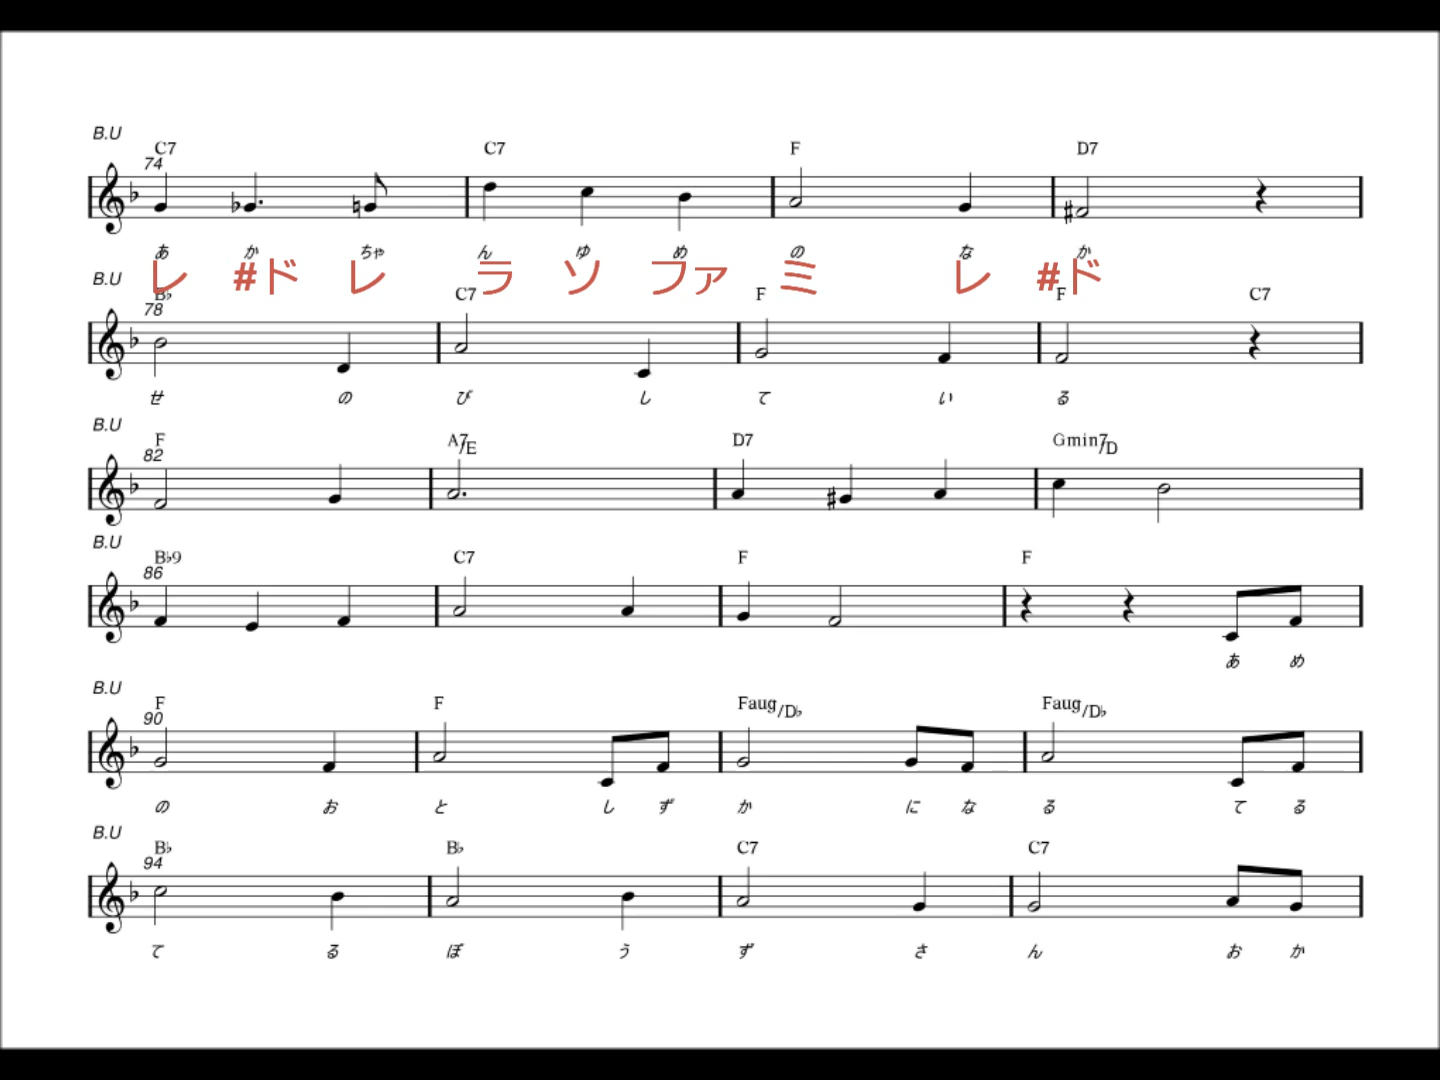 B.U
C7 C7 F D7
74
あ か ちゃ ん ゆ め の な か
レ #ド レ ラ ソ ファ ミ レ #ド
B.U
B♭ C7 F F C7
78
せ の び し て い る
B.U
F A7/E D7 Gmin7/D
82
B.U
B♭9 C7 F F
86
あ め
B.U
F F Faug/D♭ Faug/D♭
90
の お と し ず か に な る て る
B.U
B♭ B♭ C7 C7
94
て る ぼ う ず さ ん お か